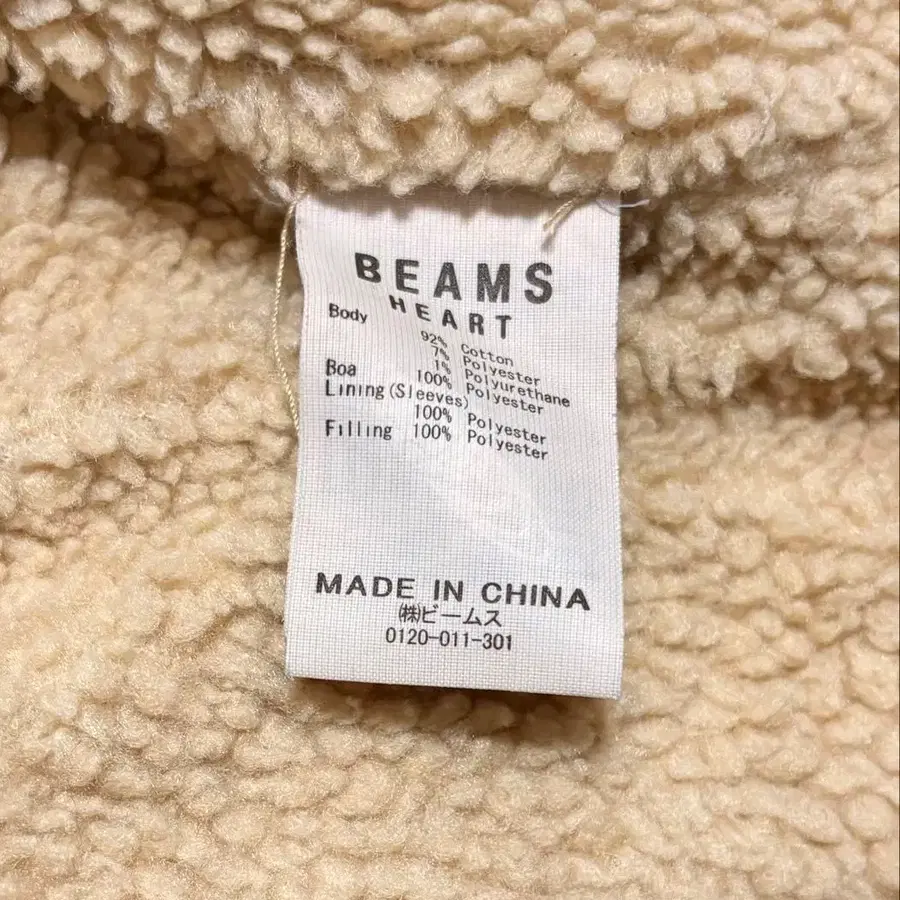 BEAMS
HEART
Body 92% Cotton
7% Polyester
1% Polyurethane
Boa 100% Polyester
Lining(Sleeves)
100% Polyester
Filling 100% Polyester
MADE IN CHINA
㈱ビームス
0120-011-301